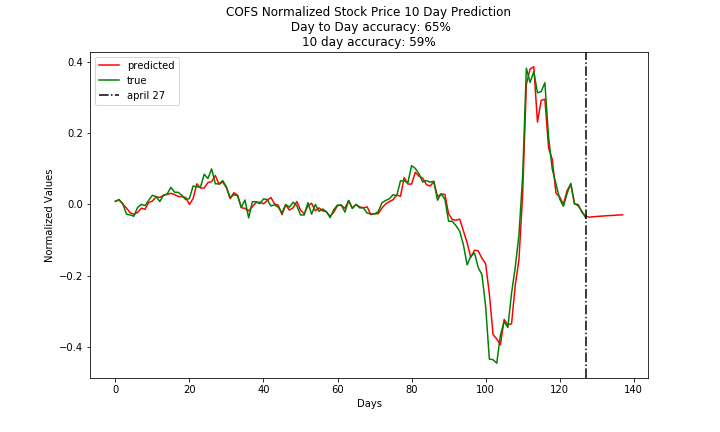 COFS Normalized Stock Price 10 Day Prediction
Day to Day accuracy: 65%
10 day accuracy: 59%
predicted
true
april 27
0.4
0.2
0.0
−0.2
−0.4
Normalized Values
0
20
40
60
80
100
120
140
Days